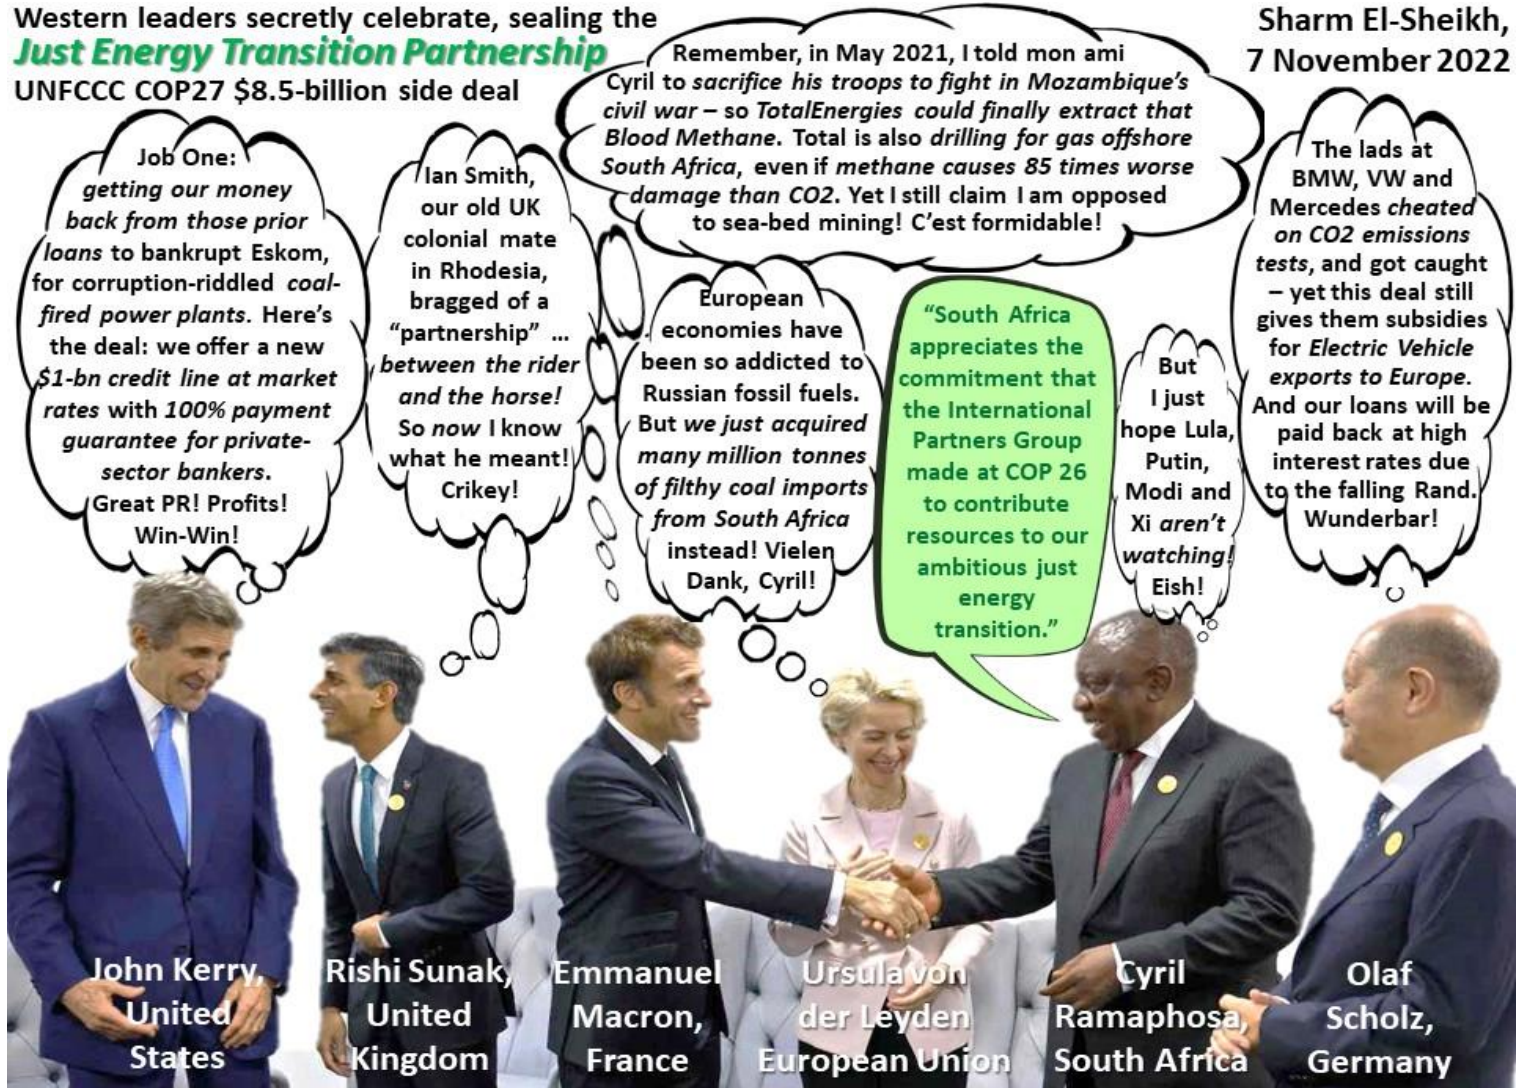 Western leaders secretly celebrate, sealing the
Just Energy Transition Partnership
UNFCCC COP27 $8.5-billion side deal
Sharm El-Sheikh,
7 November 2022
Job One:
getting our money
back from those prior
loans to bankrupt Eskom,
for corruption-riddled coal-
fired power plants. Here's
the deal: we offer a new
$1-bn credit line at market
rates with 100% payment
guarantee for private-
sector bankers.
Great PR! Profits!
Win-Win!
Ian Smith,
our old UK
colonial mate
in Rhodesia,
bragged of a
“partnership” ...
between the rider
and the horse!
So now I know
what he meant!
Crikey!
Remember, in May 2021, I told mon ami
Cyril to sacrifice his troops to fight in Mozambique's
civil war – so TotalEnergies could finally extract that
Blood Methane. Total is also drilling for gas offshore
South Africa, even if methane causes 85 times worse
damage than CO2. Yet I still claim I am opposed
to sea-bed mining! C'est formidable!
European
economies have
been so addicted to
Russian fossil fuels.
But we just acquired
many million tonnes
of filthy coal imports
from South Africa
instead! Vielen
Dank, Cyril!
“South Africa
appreciates the
commitment that
the International
Partners Group
made at COP 26
to contribute
resources to our
ambitious just
energy
transition.”
But
I just
hope Lula,
Putin,
Modi and
Xi aren't
watching!
Eish!
The lads at
BMW, VW and
Mercedes cheated
on CO2 emissions
tests, and got caught
– yet this deal still
gives them subsidies
for Electric Vehicle
exports to Europe.
And our loans will be
paid back at high
interest rates due
to the falling Rand.
Wunderbar!
John Kerry,
United
States
Rishi Sunak,
United
Kingdom
Emmanuel
Macron,
France
Ursula von
der Leyden
European Union
Cyril
Ramaphosa,
South Africa
Olaf
Scholz,
Germany